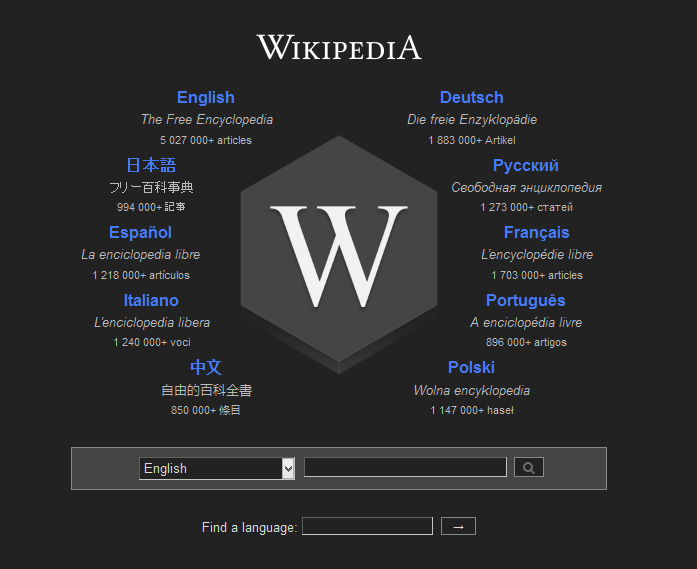 WIKIPEDIA
English
The Free Encyclopedia
5 027 000+ articles
Deutsch
Die freie Enzyklopädie
1 883 000+ Artikel
日本語
フリー百科事典
994 000+ 記事
Русский
Свободная энциклопедия
1 273 000+ статей
Español
La enciclopedia libre
1 218 000+ artículos
W
Français
L'encyclopédie libre
1 703 000+ articles
Italiano
L'enciclopedia libera
1 240 000+ voci
Português
A enciclopédia livre
896 000+ artigos
中文
自由的百科全書
850 000+ 條目
Polski
Wolna encyklopedia
1 147 000+ haseł
English
Find a language:
→